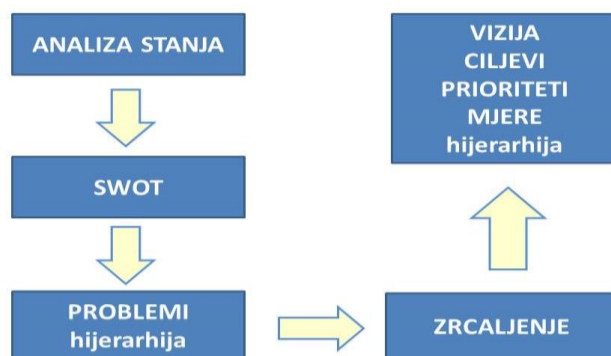 ANALIZA STANJA
SWOT
PROBLEMI
hijerarhija
ZRCALJENJE
VIZIJA
CILJEVI
PRIORITETI
MJERE
hijerarhija